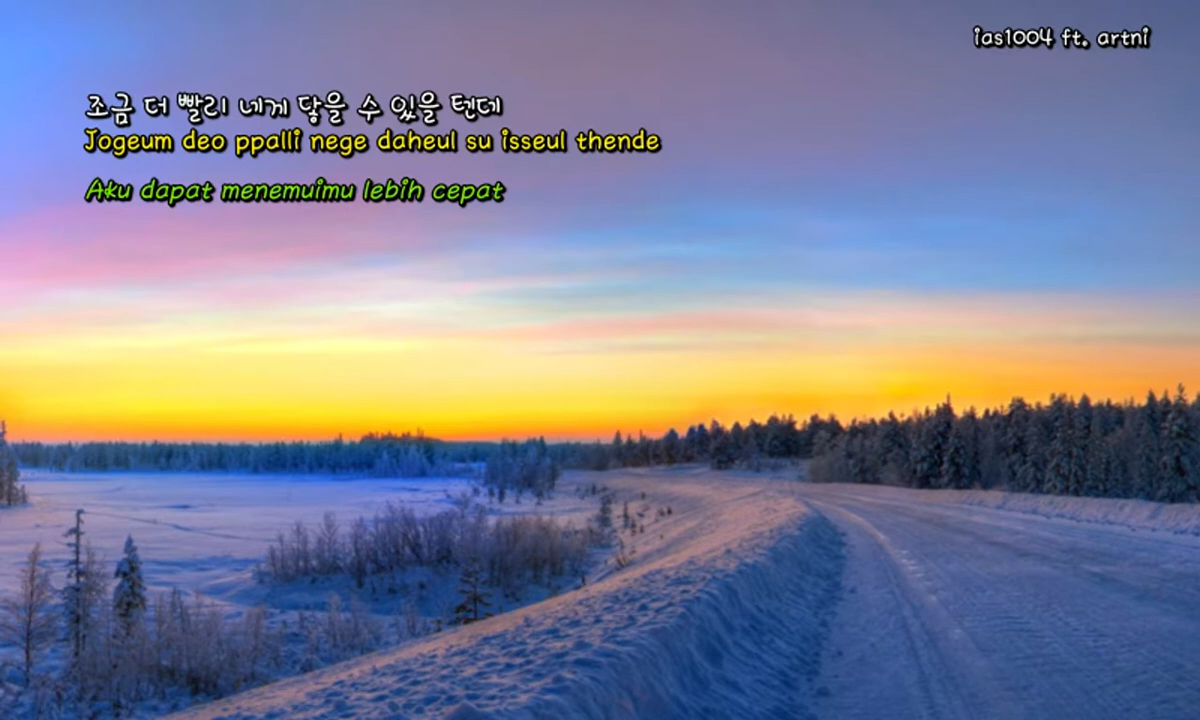 ias1004 ft. artni
조금 더 빨리 네게 닿을 수 있을 텐데
Jogeum deo ppalli nege daheul su isseul thende
Aku dapat menemuimu lebih cepat